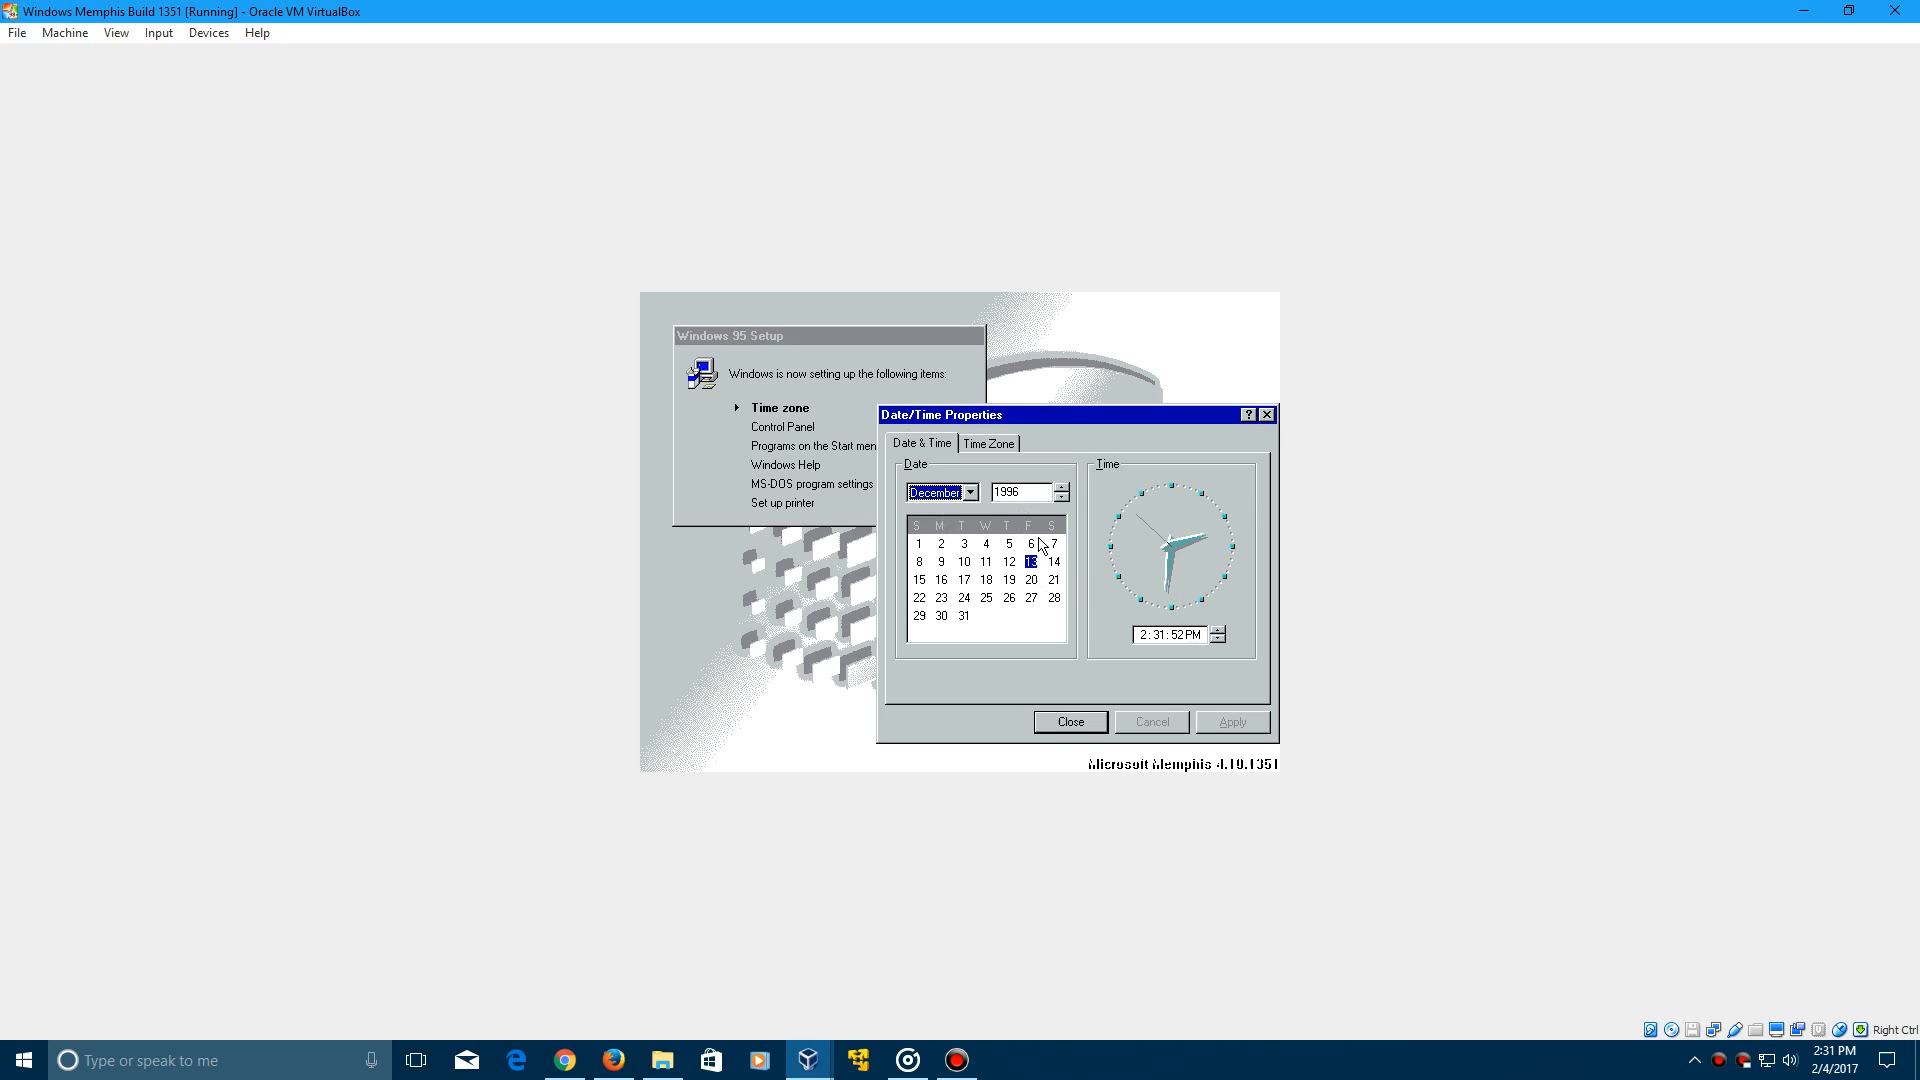 Windows Memphis Build 1351 [Running] - Oracle VM VirtualBox
File Machine View Input Devices Help
Windows 95 Setup
Windows is now setting up the following items:
Time zone
Control Panel
Programs on the Start men
Windows Help
MS-DOS program settings
Set up printer
Date/Time Properties
Date & Time Time Zone
Date
December 1996
S M T W T F S
1 2 3 4 5 6 7
8 9 10 11 12 13 14
15 16 17 18 19 20 21
22 23 24 25 26 27 28
29 30 31
Time
2:31:52PM
Close Cancel Apply
Microsoft Memphis 4.10.1351
Right Ctrl
Type or speak to me
2:31 PM
2/4/2017